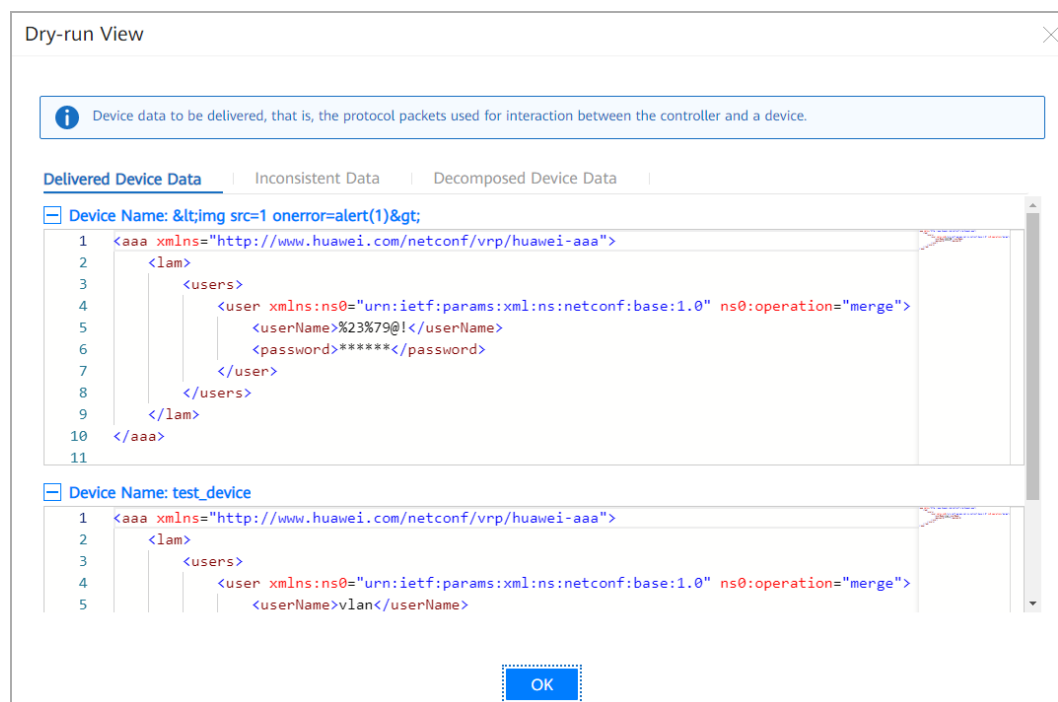 Dry-run View
Device data to be delivered, that is, the protocol packets used for interaction between the controller and a device.
Delivered Device Data Inconsistent Data Decomposed Device Data
Device Name: &lt;img src=1 onerror=alert(1)&gt;
1 <aaa xmlns="http://www.huawei.com/netconf/vrp/huawei-aaa">
2 <lam>
3 <users>
4 <user xmlns:ns0="urn:ietf:params:xml:ns:netconf:base:1.0" ns0:operation="merge">
5 <userName>%23%79@!</userName>
6 <password>******</password>
7 </user>
8 </users>
9 </lam>
10 </aaa>
11
Device Name: test_device
1 <aaa xmlns="http://www.huawei.com/netconf/vrp/huawei-aaa">
2 <lam>
3 <users>
4 <user xmlns:ns0="urn:ietf:params:xml:ns:netconf:base:1.0" ns0:operation="merge">
5 <userName>vlan</userName>
OK